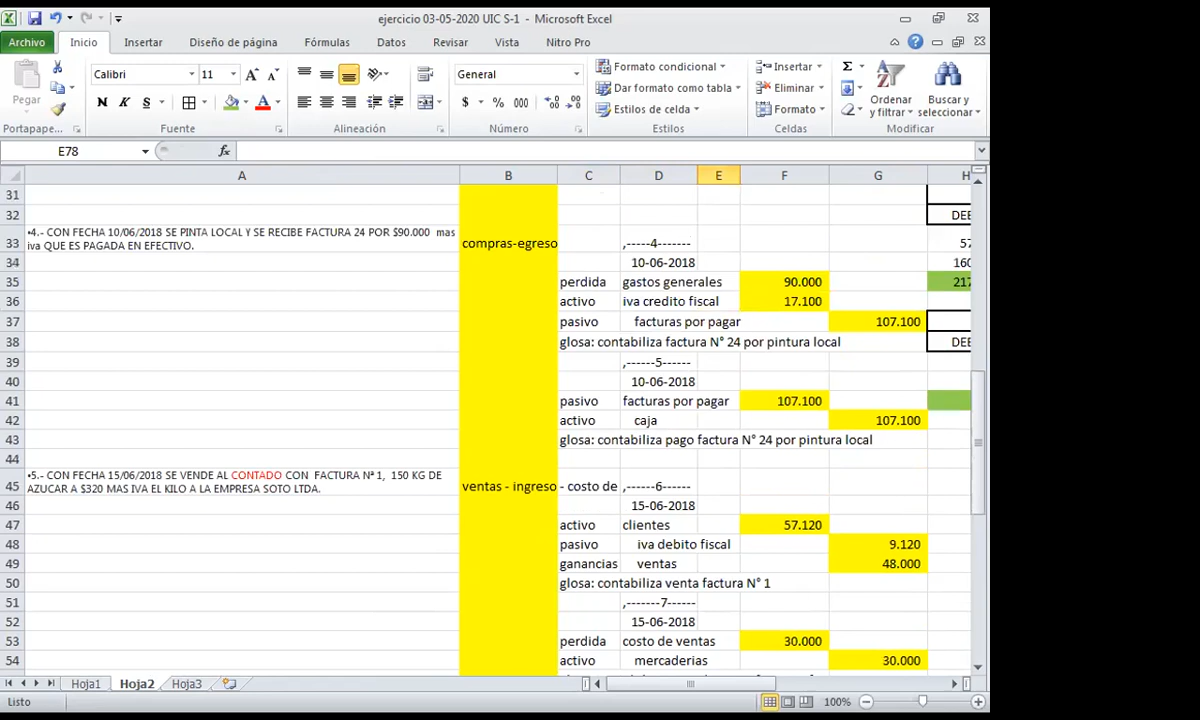 ejercicio 03-05-2020 UIC S-1 - Microsoft Excel
Archivo Inicio Insertar Diseño de página Fórmulas Datos Revisar Vista Nitro Pro
Calibri 11 General Formato condicional Insertar Σ
Pegar Dar formato como tabla Eliminar Ordenar y filtrar Buscar y seleccionar
N K S $ % 000 Estilos de celda Formato
Portapape... Fuente Alineación Número Estilos Celdas Modificar
E78 fx
A B C D E F G H
31
32 DEE
•4.- CON FECHA 10/06/2018 SE PINTA LOCAL Y SE RECIBE FACTURA 24 POR $90.000 mas
33 iva QUE ES PAGADA EN EFECTIVO. compras-egreso ,-----4------- 57
34 10-06-2018 160
35 perdida gastos generales 90.000 217
36 activo iva credito fiscal 17.100
37 pasivo facturas por pagar 107.100
38 glosa: contabiliza factura N° 24 por pintura local DEE
39 ,------5------
40 10-06-2018
41 pasivo facturas por pagar 107.100
42 activo caja 107.100
43 glosa: contabiliza pago factura N° 24 por pintura local
44
•5.- CON FECHA 15/06/2018 SE VENDE AL CONTADO CON FACTURA Nª 1, 150 KG DE
45 AZUCAR A $320 MAS IVA EL KILO A LA EMPRESA SOTO LTDA. ventas - ingreso - costo de ,------6------
46 15-06-2018
47 activo clientes 57.120
48 pasivo iva debito fiscal 9.120
49 ganancias ventas 48.000
50 glosa: contabiliza venta factura N° 1
51 ,-------7------
52 15-06-2018
53 perdida costo de ventas 30.000
54 activo mercaderias 30.000
Hoja1 Hoja2 Hoja3
Listo 100%